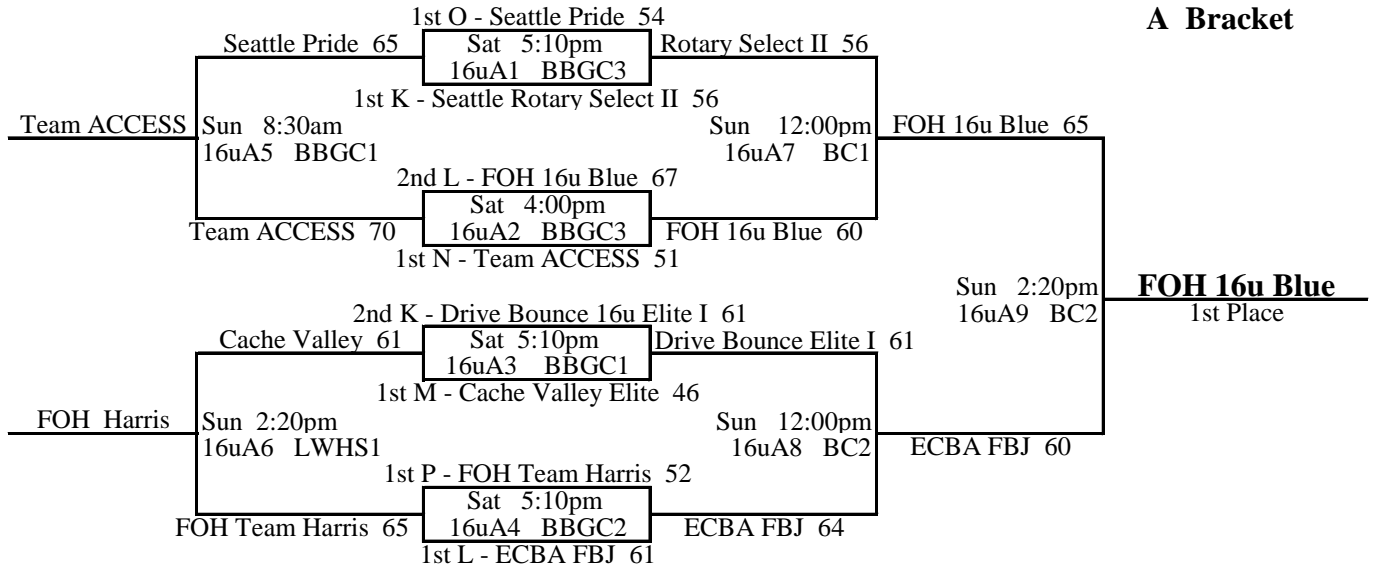 A Bracket
1st O - Seattle Pride 54
Seattle Pride 65
Sat 5:10pm
16uA1 BBGC3
Rotary Select II 56
1st K - Seattle Rotary Select II 56
Team ACCESS
Sun 8:30am
16uA5 BBGC1
Sun 12:00pm
16uA7 BC1
FOH 16u Blue 65
2nd L - FOH 16u Blue 67
Sat 4:00pm
16uA2 BBGC3
Team ACCESS 70
FOH 16u Blue 60
1st N - Team ACCESS 51
Sun 2:20pm
16uA9 BC2
FOH 16u Blue
1st Place
2nd K - Drive Bounce 16u Elite I 61
Cache Valley 61
Sat 5:10pm
16uA3 BBGC1
Drive Bounce Elite I 61
1st M - Cache Valley Elite 46
FOH Harris
Sun 2:20pm
16uA6 LWHS1
Sun 12:00pm
16uA8 BC2
ECBA FBJ 60
1st P - FOH Team Harris 52
Sat 5:10pm
16uA4 BBGC2
FOH Team Harris 65
ECBA FBJ 64
1st L - ECBA FBJ 61